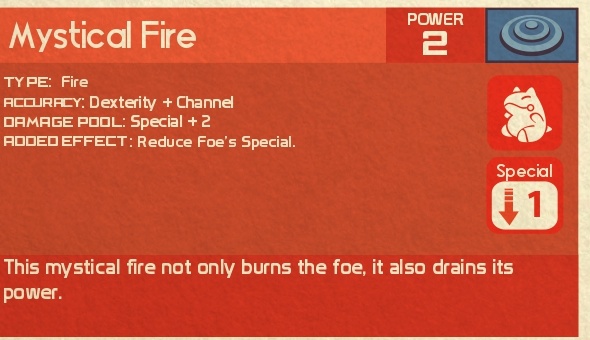 Mystical Fire
POWER
2
TYPE: Fire
ACCURACY: Dexterity + Channel
DAMAGE POOL: Special + 2
ADDED EFFECT: Reduce Foe's Special.
Special
1
This mystical fire not only burns the foe, it also drains its
power.